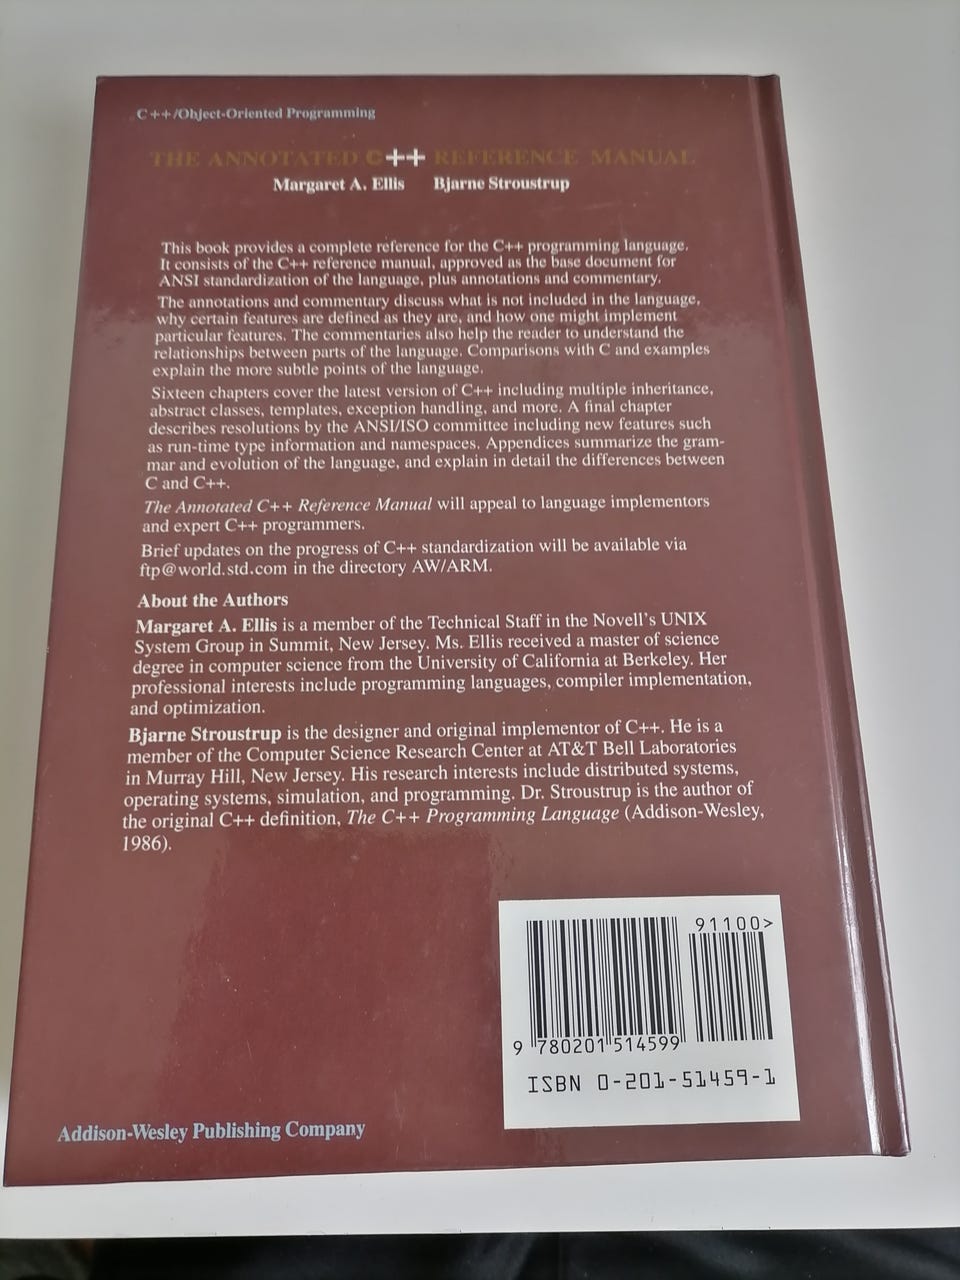 C++/Object-Oriented Programming
THE ANNOTATED C++ REFERENCE MANUAL
Margaret A. Ellis Bjarne Stroustrup
This book provides a complete reference for the C++ programming language.
It consists of the C++ reference manual, approved as the base document for
ANSI standardization of the language, plus annotations and commentary.
The annotations and commentary discuss what is not included in the language,
why certain features are defined as they are, and how one might implement
particular features. The commentaries also help the reader to understand the
relationships between parts of the language. Comparisons with C and examples
explain the more subtle points of the language.
Sixteen chapters cover the latest version of C++ including multiple inheritance,
abstract classes, templates, exception handling, and more. A final chapter
describes resolutions by the ANSI/ISO committee including new features such
as run-time type information and namespaces. Appendices summarize the gram-
mar and evolution of the language, and explain in detail the differences between
C and C++.
The Annotated C++ Reference Manual will appeal to language implementors
and expert C++ programmers.
Brief updates on the progress of C++ standardization will be available via
ftp@world.std.com in the directory AW/ARM.
About the Authors
Margaret A. Ellis is a member of the Technical Staff in the Novell's UNIX
System Group in Summit, New Jersey. Ms. Ellis received a master of science
degree in computer science from the University of California at Berkeley. Her
professional interests include programming languages, compiler implementation,
and optimization.
Bjarne Stroustrup is the designer and original implementor of C++. He is a
member of the Computer Science Research Center at AT&T Bell Laboratories
in Murray Hill, New Jersey. His research interests include distributed systems,
operating systems, simulation, and programming. Dr. Stroustrup is the author of
the original C++ definition, The C++ Programming Language (Addison-Wesley,
1986).
91100>
9 780201 514599
ISBN 0-201-51459-1
Addison-Wesley Publishing Company